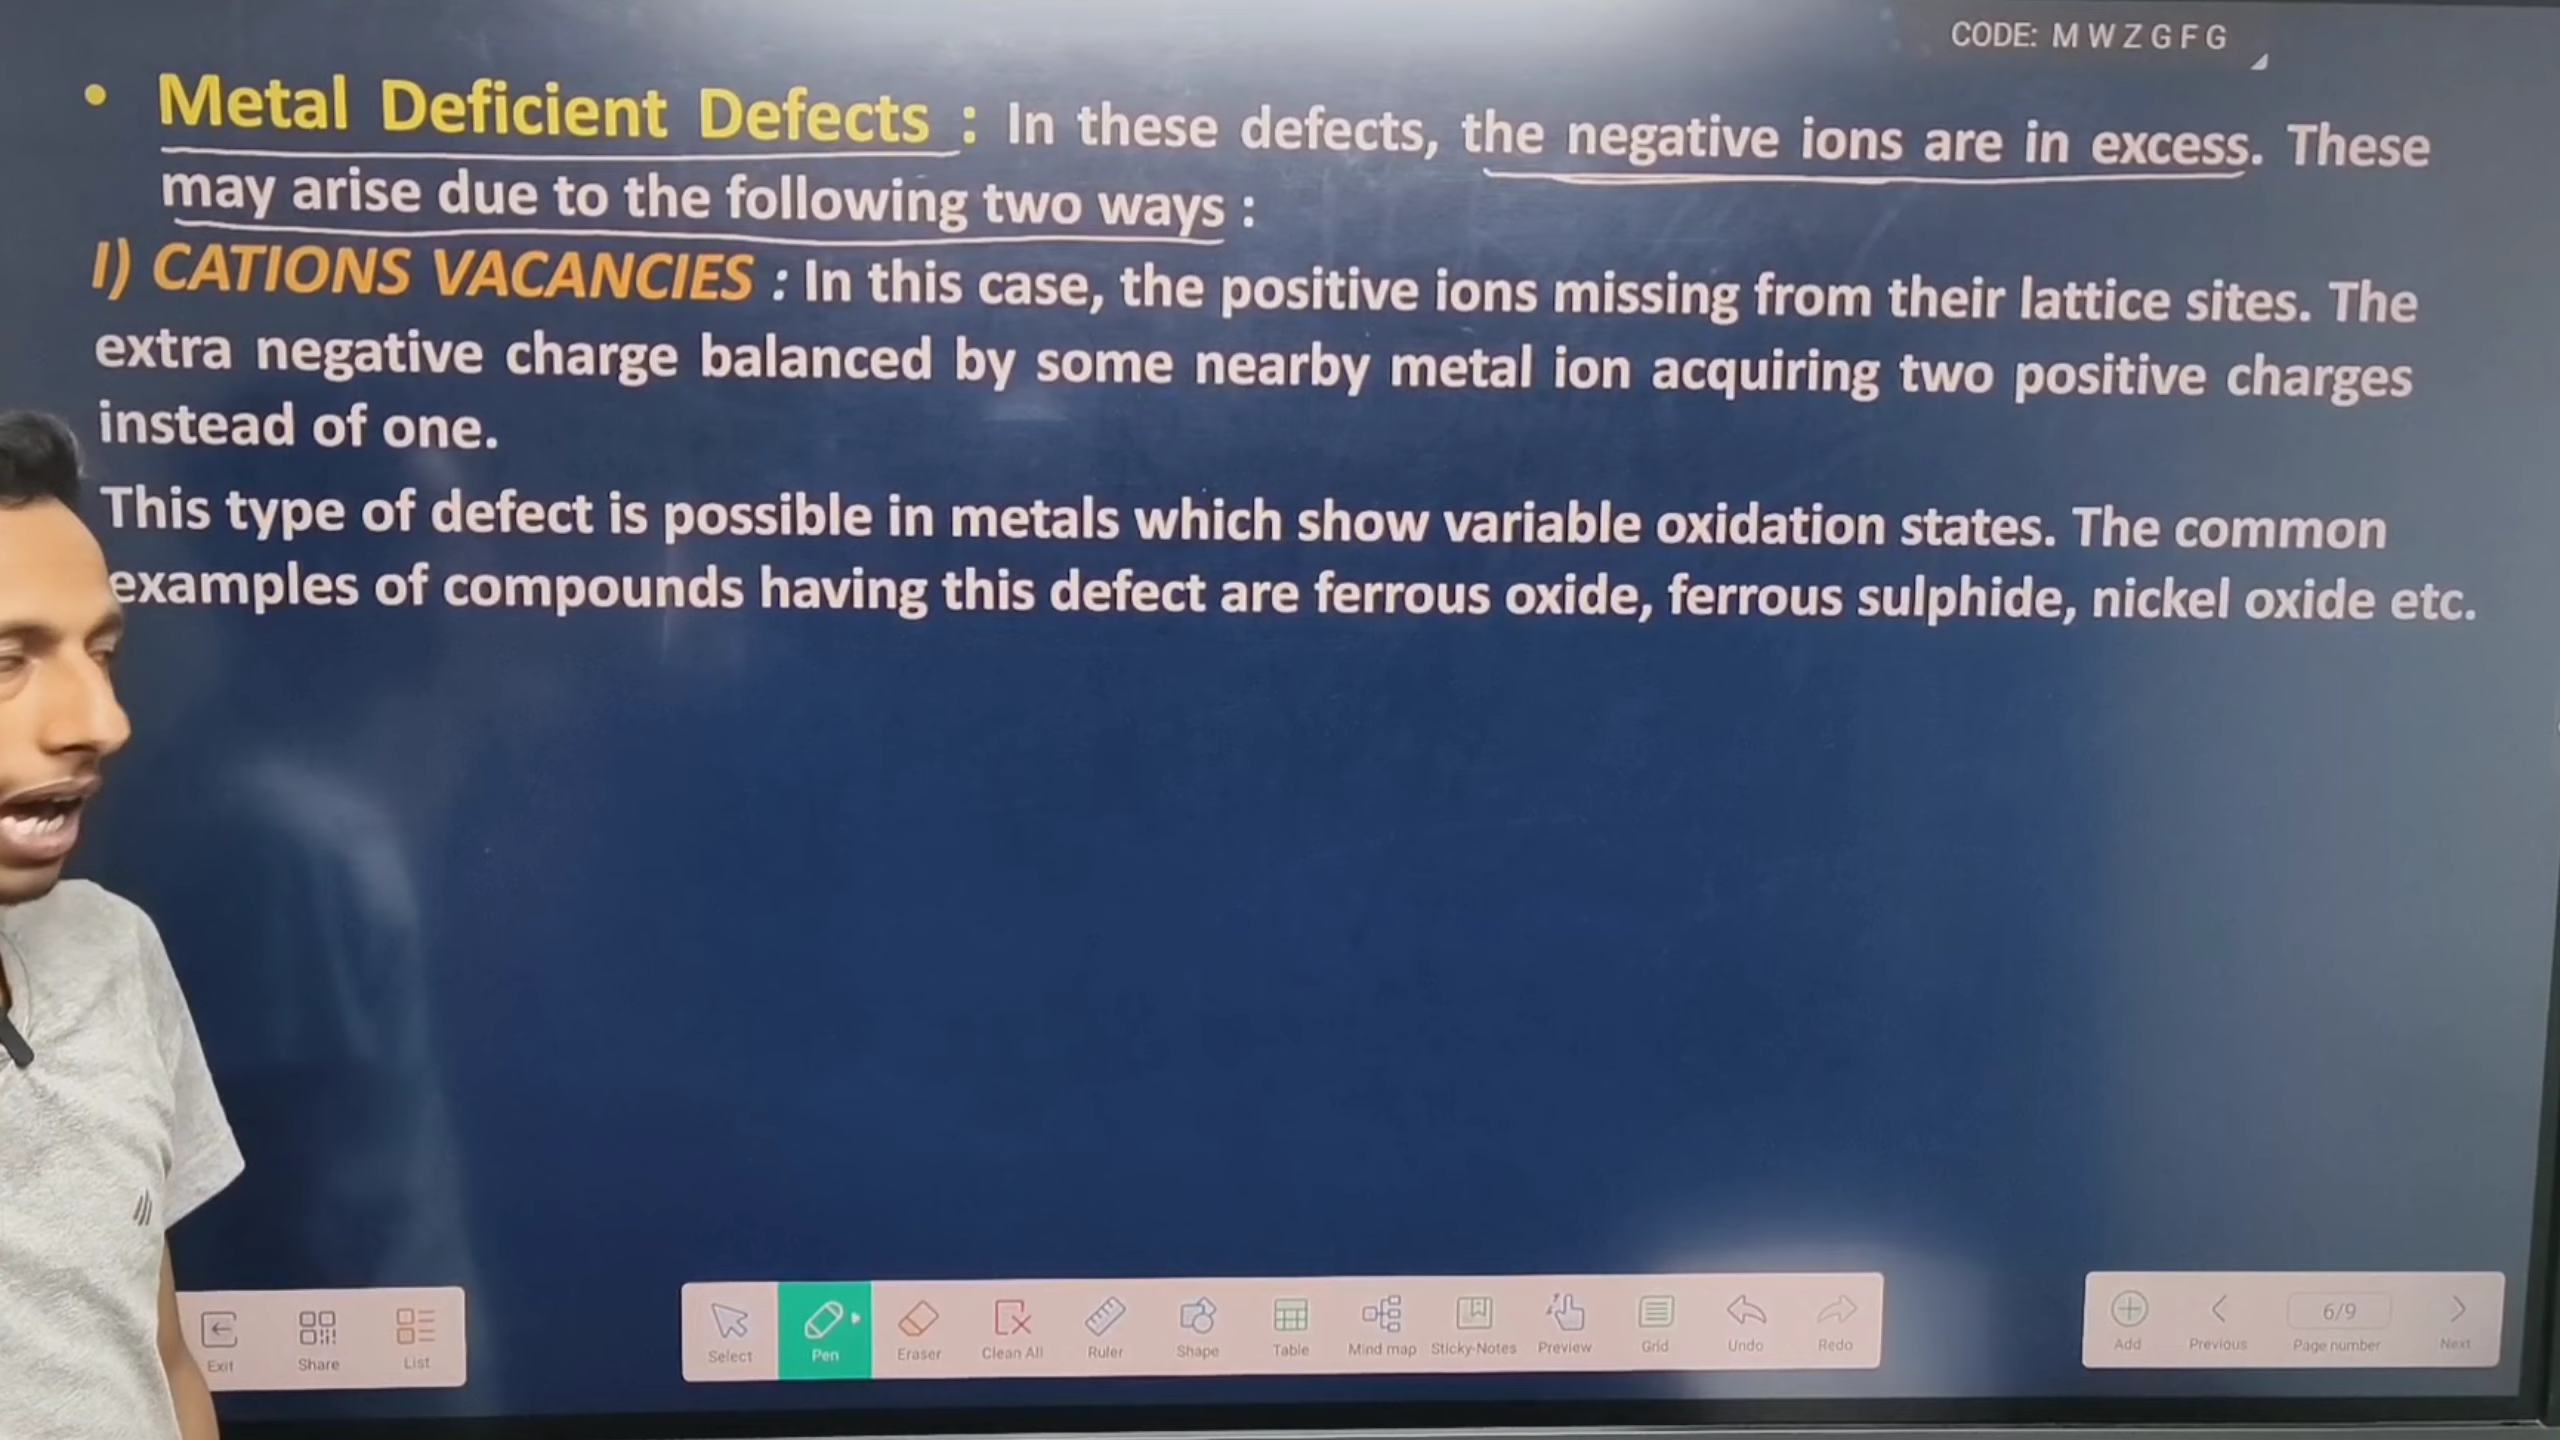 CODE: M W Z G F G
• Metal Deficient Defects : In these defects, the negative ions are in excess. These
may arise due to the following two ways :
I) CATIONS VACANCIES : In this case, the positive ions missing from their lattice sites. The
extra negative charge balanced by some nearby metal ion acquiring two positive charges
instead of one.
This type of defect is possible in metals which show variable oxidation states. The common
examples of compounds having this defect are ferrous oxide, ferrous sulphide, nickel oxide etc.
Exit Share List
Select Pen Eraser Clean All Ruler Shape Table Mind map Sticky-Notes Preview Grid Undo Redo
6/9
Add Previous Page number Next